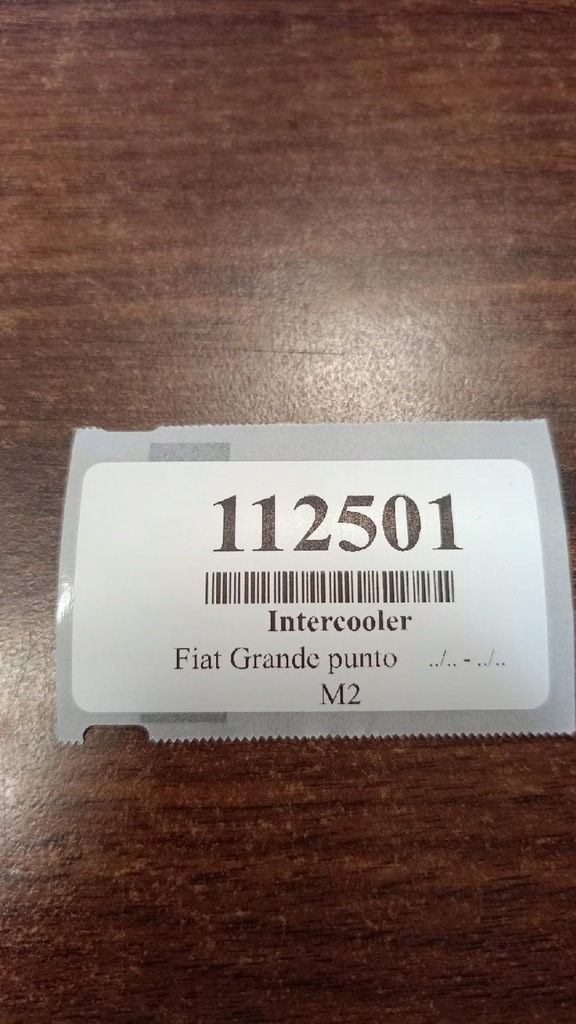 112501
Intercooler
Fiat Grande punto ../.. - ../..
M2